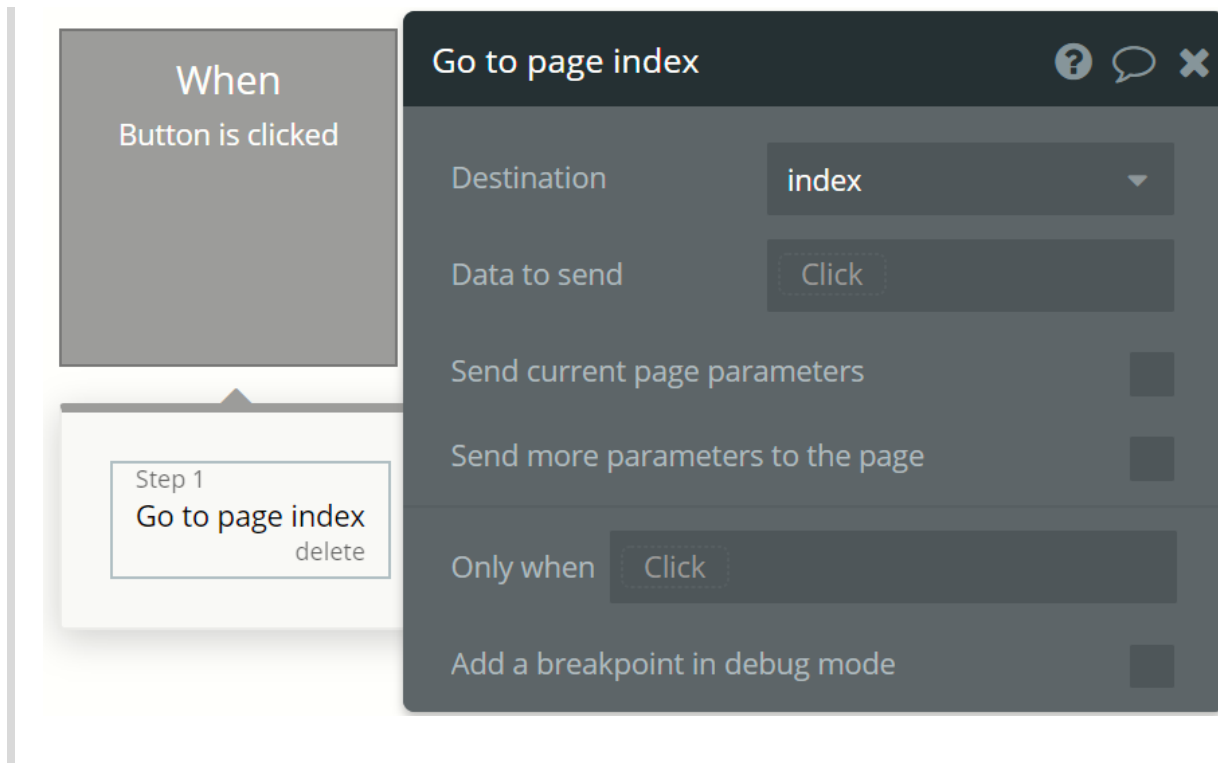 When
Button is clicked
Step 1
Go to page index
delete
Go to page index
Destination
index
Data to send
Click
Send current page parameters
Send more parameters to the page
Only when
Click
Add a breakpoint in debug mode